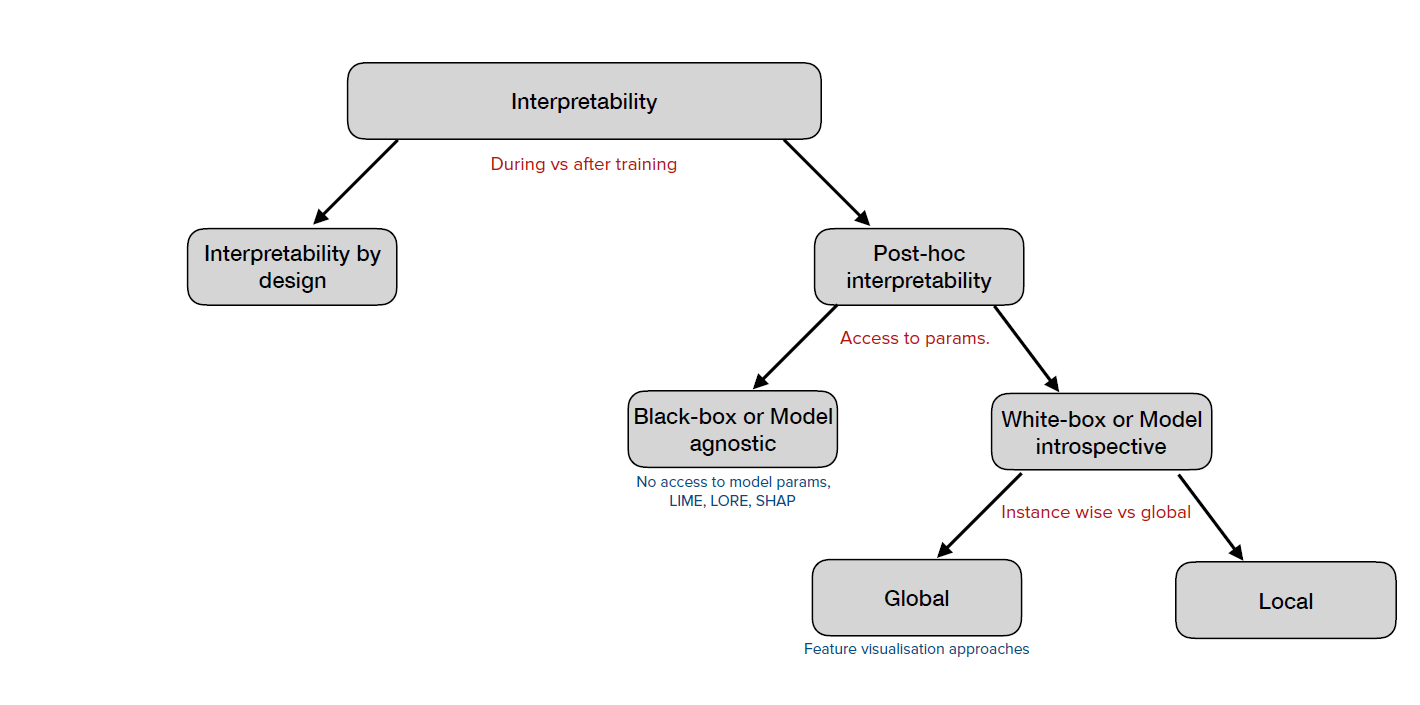 Interpretability
During vs after training
Interpretability by
design
Post-hoc
interpretability
Access to params.
Black-box or Model
agnostic
White-box or Model
introspective
No access to model params,
LIME, LORE, SHAP
Instance wise vs global
Global
Local
Feature visualisation approaches